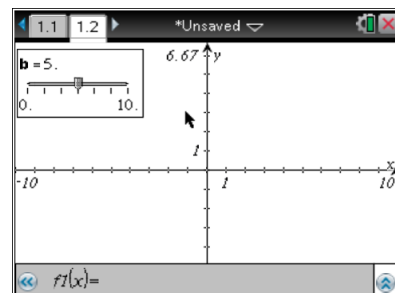 1.1 1.2 *Unsaved
b = 5.
0. 10.
6.67 y
1
x
-10 1 10
f1(x)=